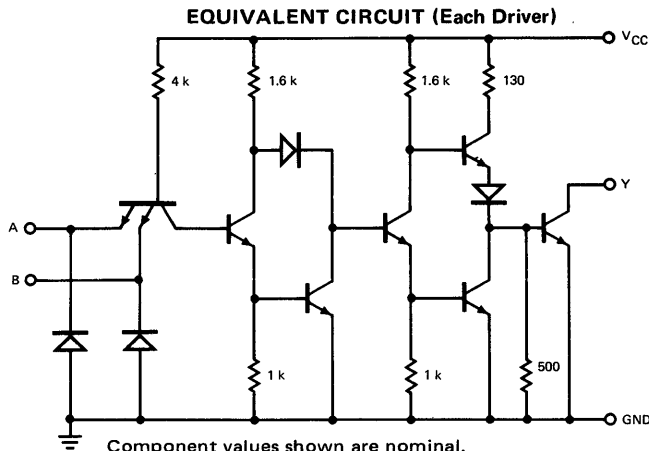 EQUIVALENT CIRCUIT (Each Driver)
VCC
4 k
1.6 k
1.6 k
130
Y
A
B
1 k
1 k
500
GND
Component values shown are nominal.